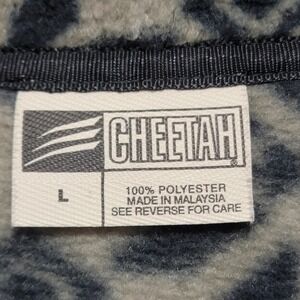 CHEETAH®
L
100% POLYESTER
MADE IN MALAYSIA
SEE REVERSE FOR CARE